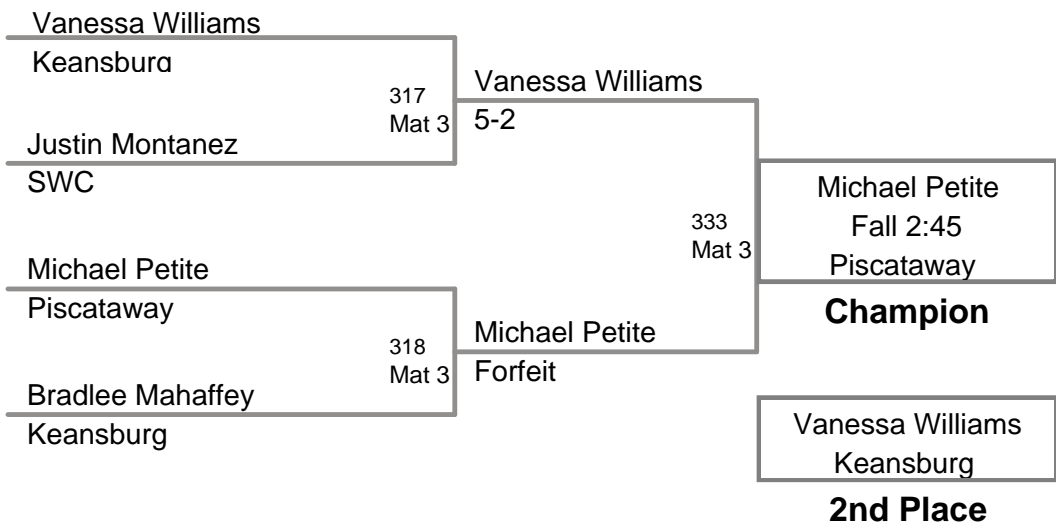 Vanessa Williams
Keansburg
317
Mat 3
Vanessa Williams
5-2
Justin Montanez
SWC
Michael Petite
Fall 2:45
Piscataway
Champion
333
Mat 3
Michael Petite
Piscataway
318
Mat 3
Michael Petite
Forfeit
Bradlee Mahaffey
Keansburg
Vanessa Williams
Keansburg
2nd Place